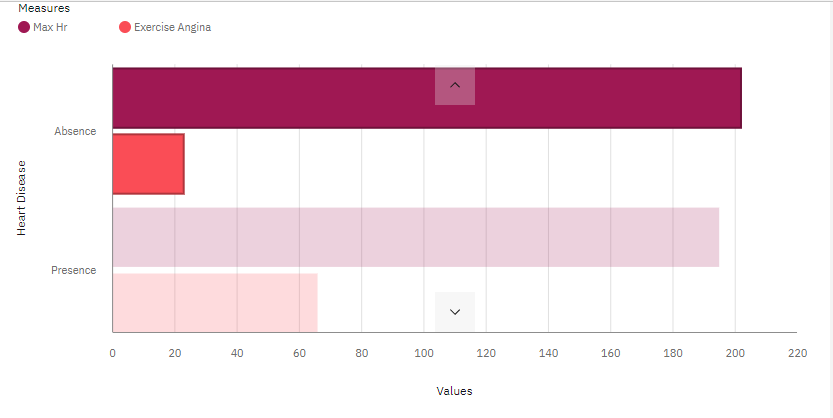 Measures
Max Hr Exercise Angina
Absence
Heart Disease
Presence
0 20 40 60 80 100 120 140 160 180 200 220
Values